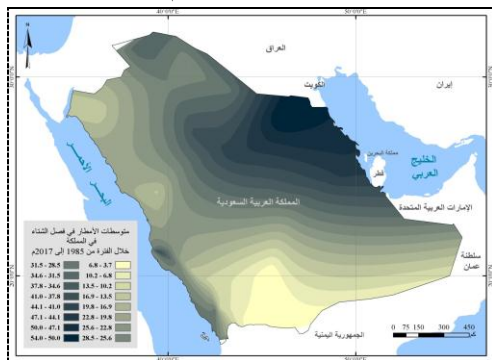 40°0'0"E
50°0'0"E
العراق
إيران
الكويت
مملكة البحرين
الخليج
العربي
قطر
البحر الأحمر
المملكة العربية السعودية
الإمارات العربية المتحدة
سلطنة
عمان
الجمهورية اليمنية
متوسطات الأمطار في فصل الشتاء
في المملكة
خلال الفترة من 1985 إلى 2017م
31.5 - 28.5 6.8 - 3.7
34.6 - 31.5 10.2 - 6.8
37.8 - 34.6 13.5 - 10.2
41.0 - 37.8 16.9 - 13.5
44.1 - 41.0 19.8 - 16.9
47.1 - 44.1 22.8 - 19.8
50.0 - 47.1 25.6 - 22.8
54.0 - 50.0 28.5 - 25.6
0 75 150 300 450